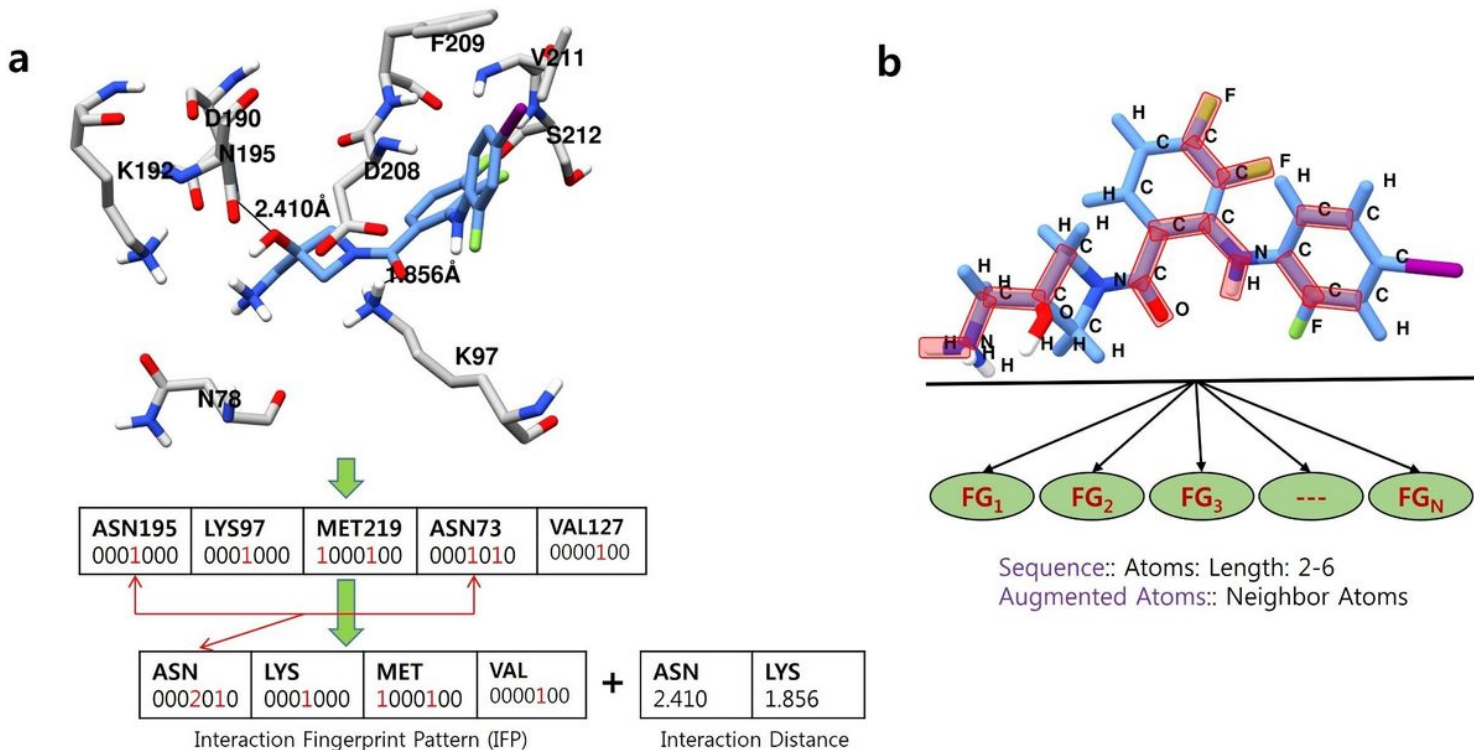 a
F209
V211
D190
S212
N195
K192
D208
2.410Å
1.856Å
K97
N78
ASN195 LYS97 MET219 ASN73 VAL127
0001000 0001000 1000100 0001010 0000100
ASN LYS MET VAL + ASN LYS
0002010 0001000 1000100 0000100 2.410 1.856
Interaction Fingerprint Pattern (IFP) Interaction Distance
b
F
H
C
F
C
H H
C
H C
H H C C C
C C N C
H C N C H C
C O O F C H
H N H C
H H H H
FG1 FG2 FG3 --- FGN
Sequence:: Atoms: Length: 2-6
Augmented Atoms:: Neighbor Atoms